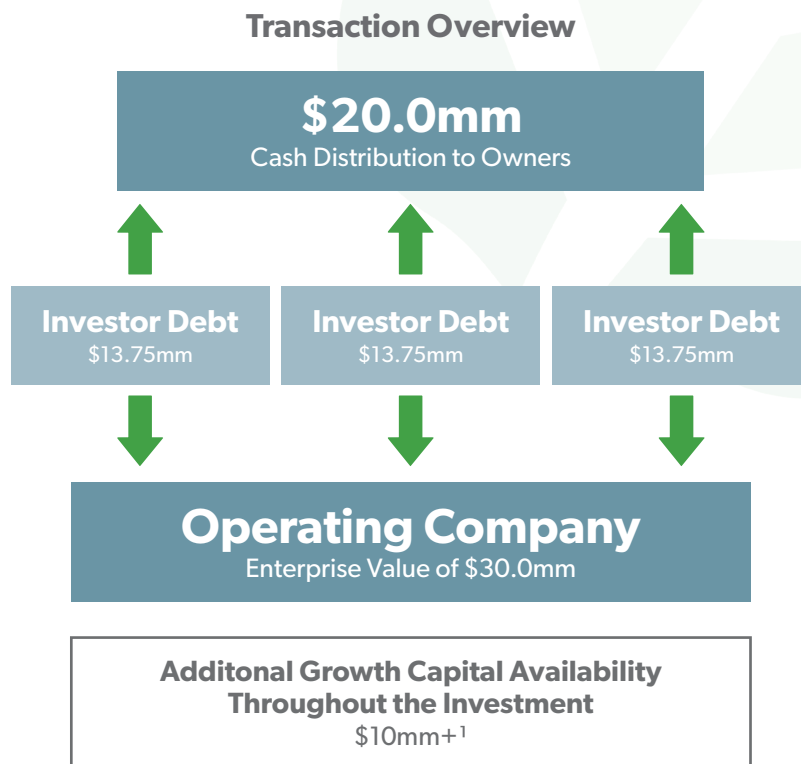 Transaction Overview
$20.0mm
Cash Distribution to Owners
Investor Debt
$13.75mm
Investor Debt
$13.75mm
Investor Debt
$13.75mm
Operating Company
Enterprise Value of $30.0mm
Additonal Growth Capital Availability
Throughout the Investment
$10mm+¹